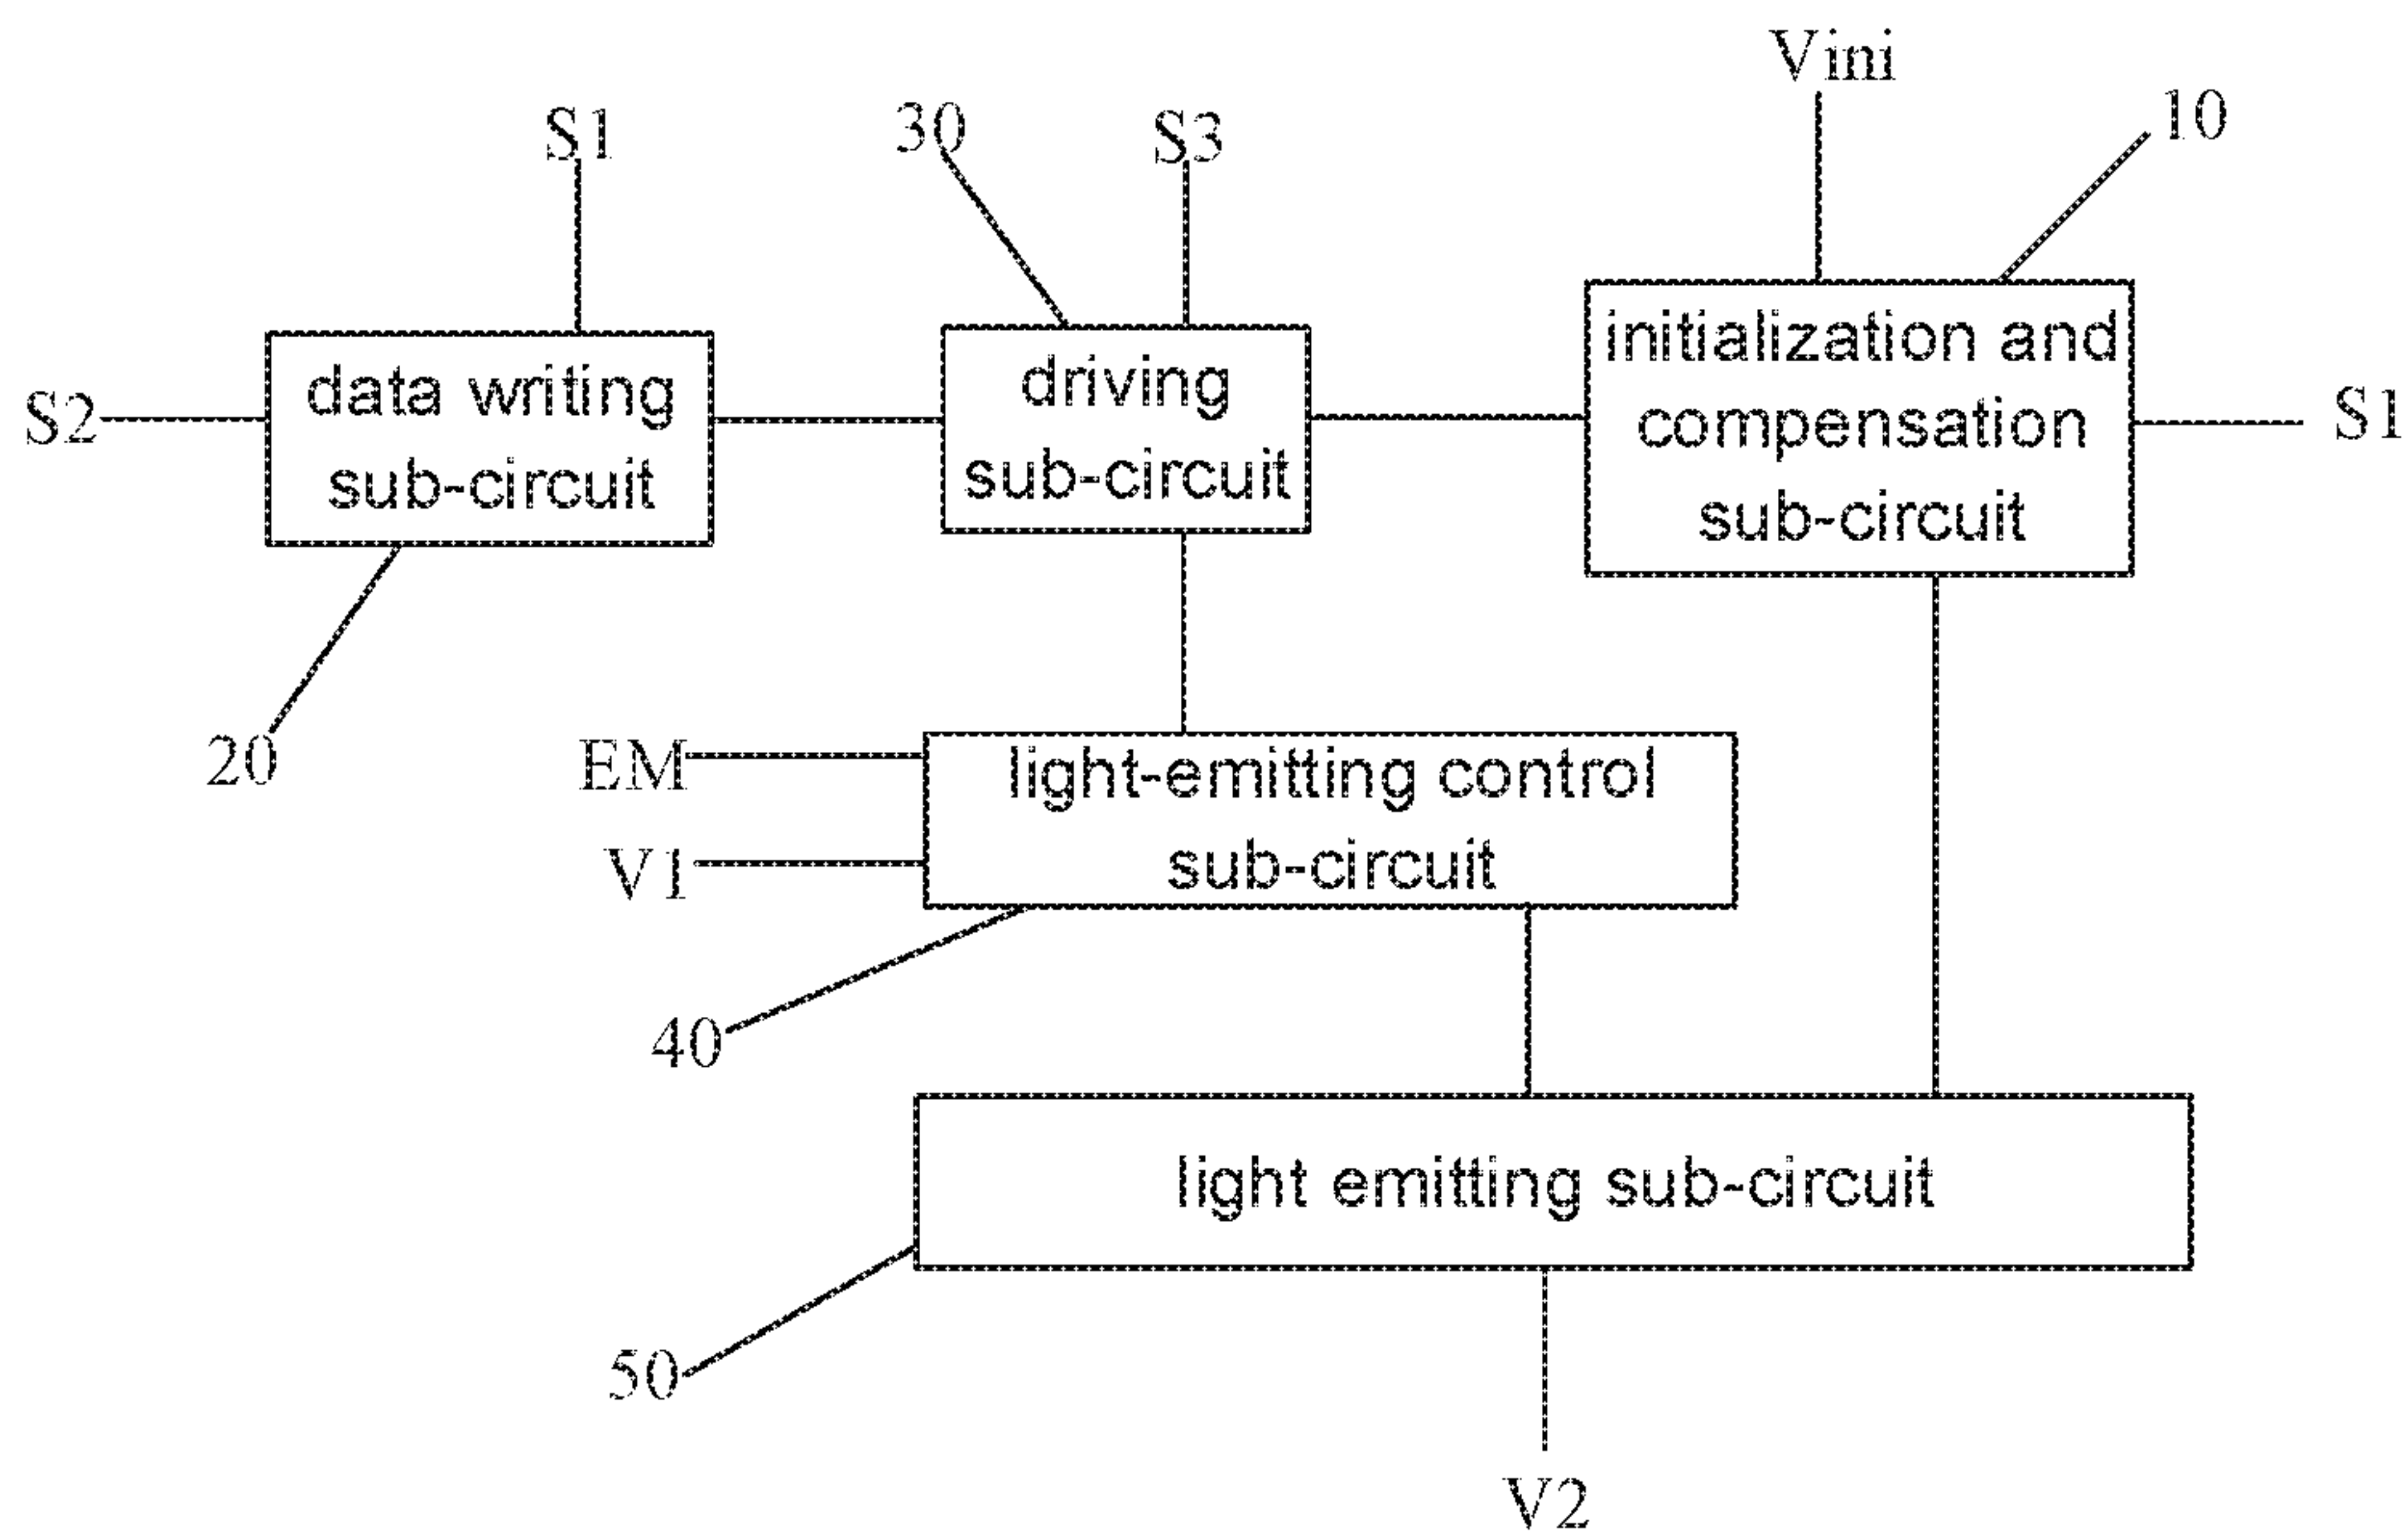 Vini
10
S1
30
S3
data writing
sub-circuit
driving
sub-circuit
initialization and
compensation
sub-circuit
S2
S1
20
EM
V1
light-emitting control
sub-circuit
40
light emitting sub-circuit
50
V2